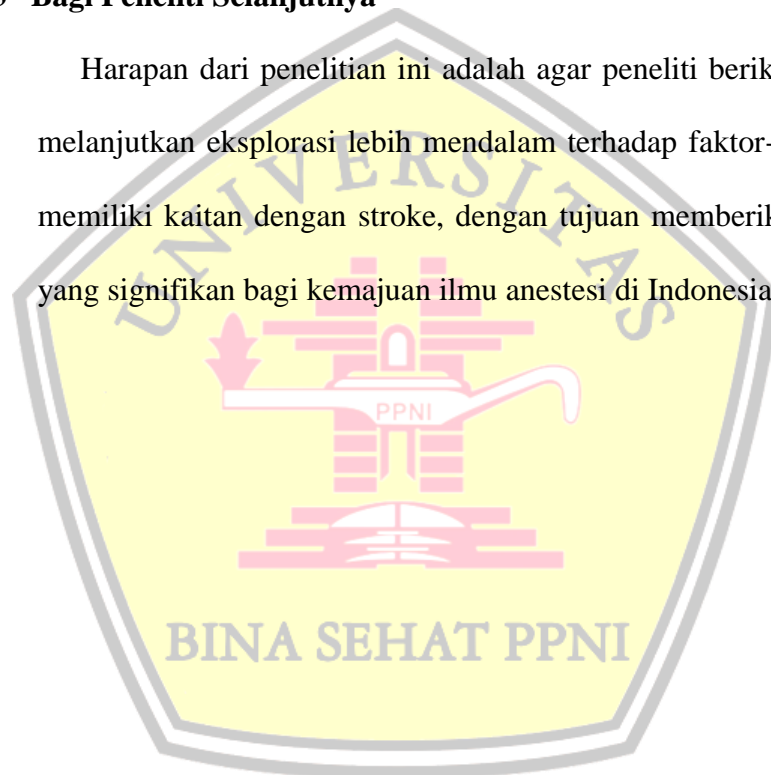 Bagi Peneliti Selanjutnya
Harapan dari penelitian ini adalah agar peneliti berik
melanjutkan eksplorasi lebih mendalam terhadap faktor-
memiliki kaitan dengan stroke, dengan tujuan memberik
yang signifikan bagi kemajuan ilmu anestesi di Indonesia
UNIVERSITAS
PPNI
BINA SEHAT PPNI